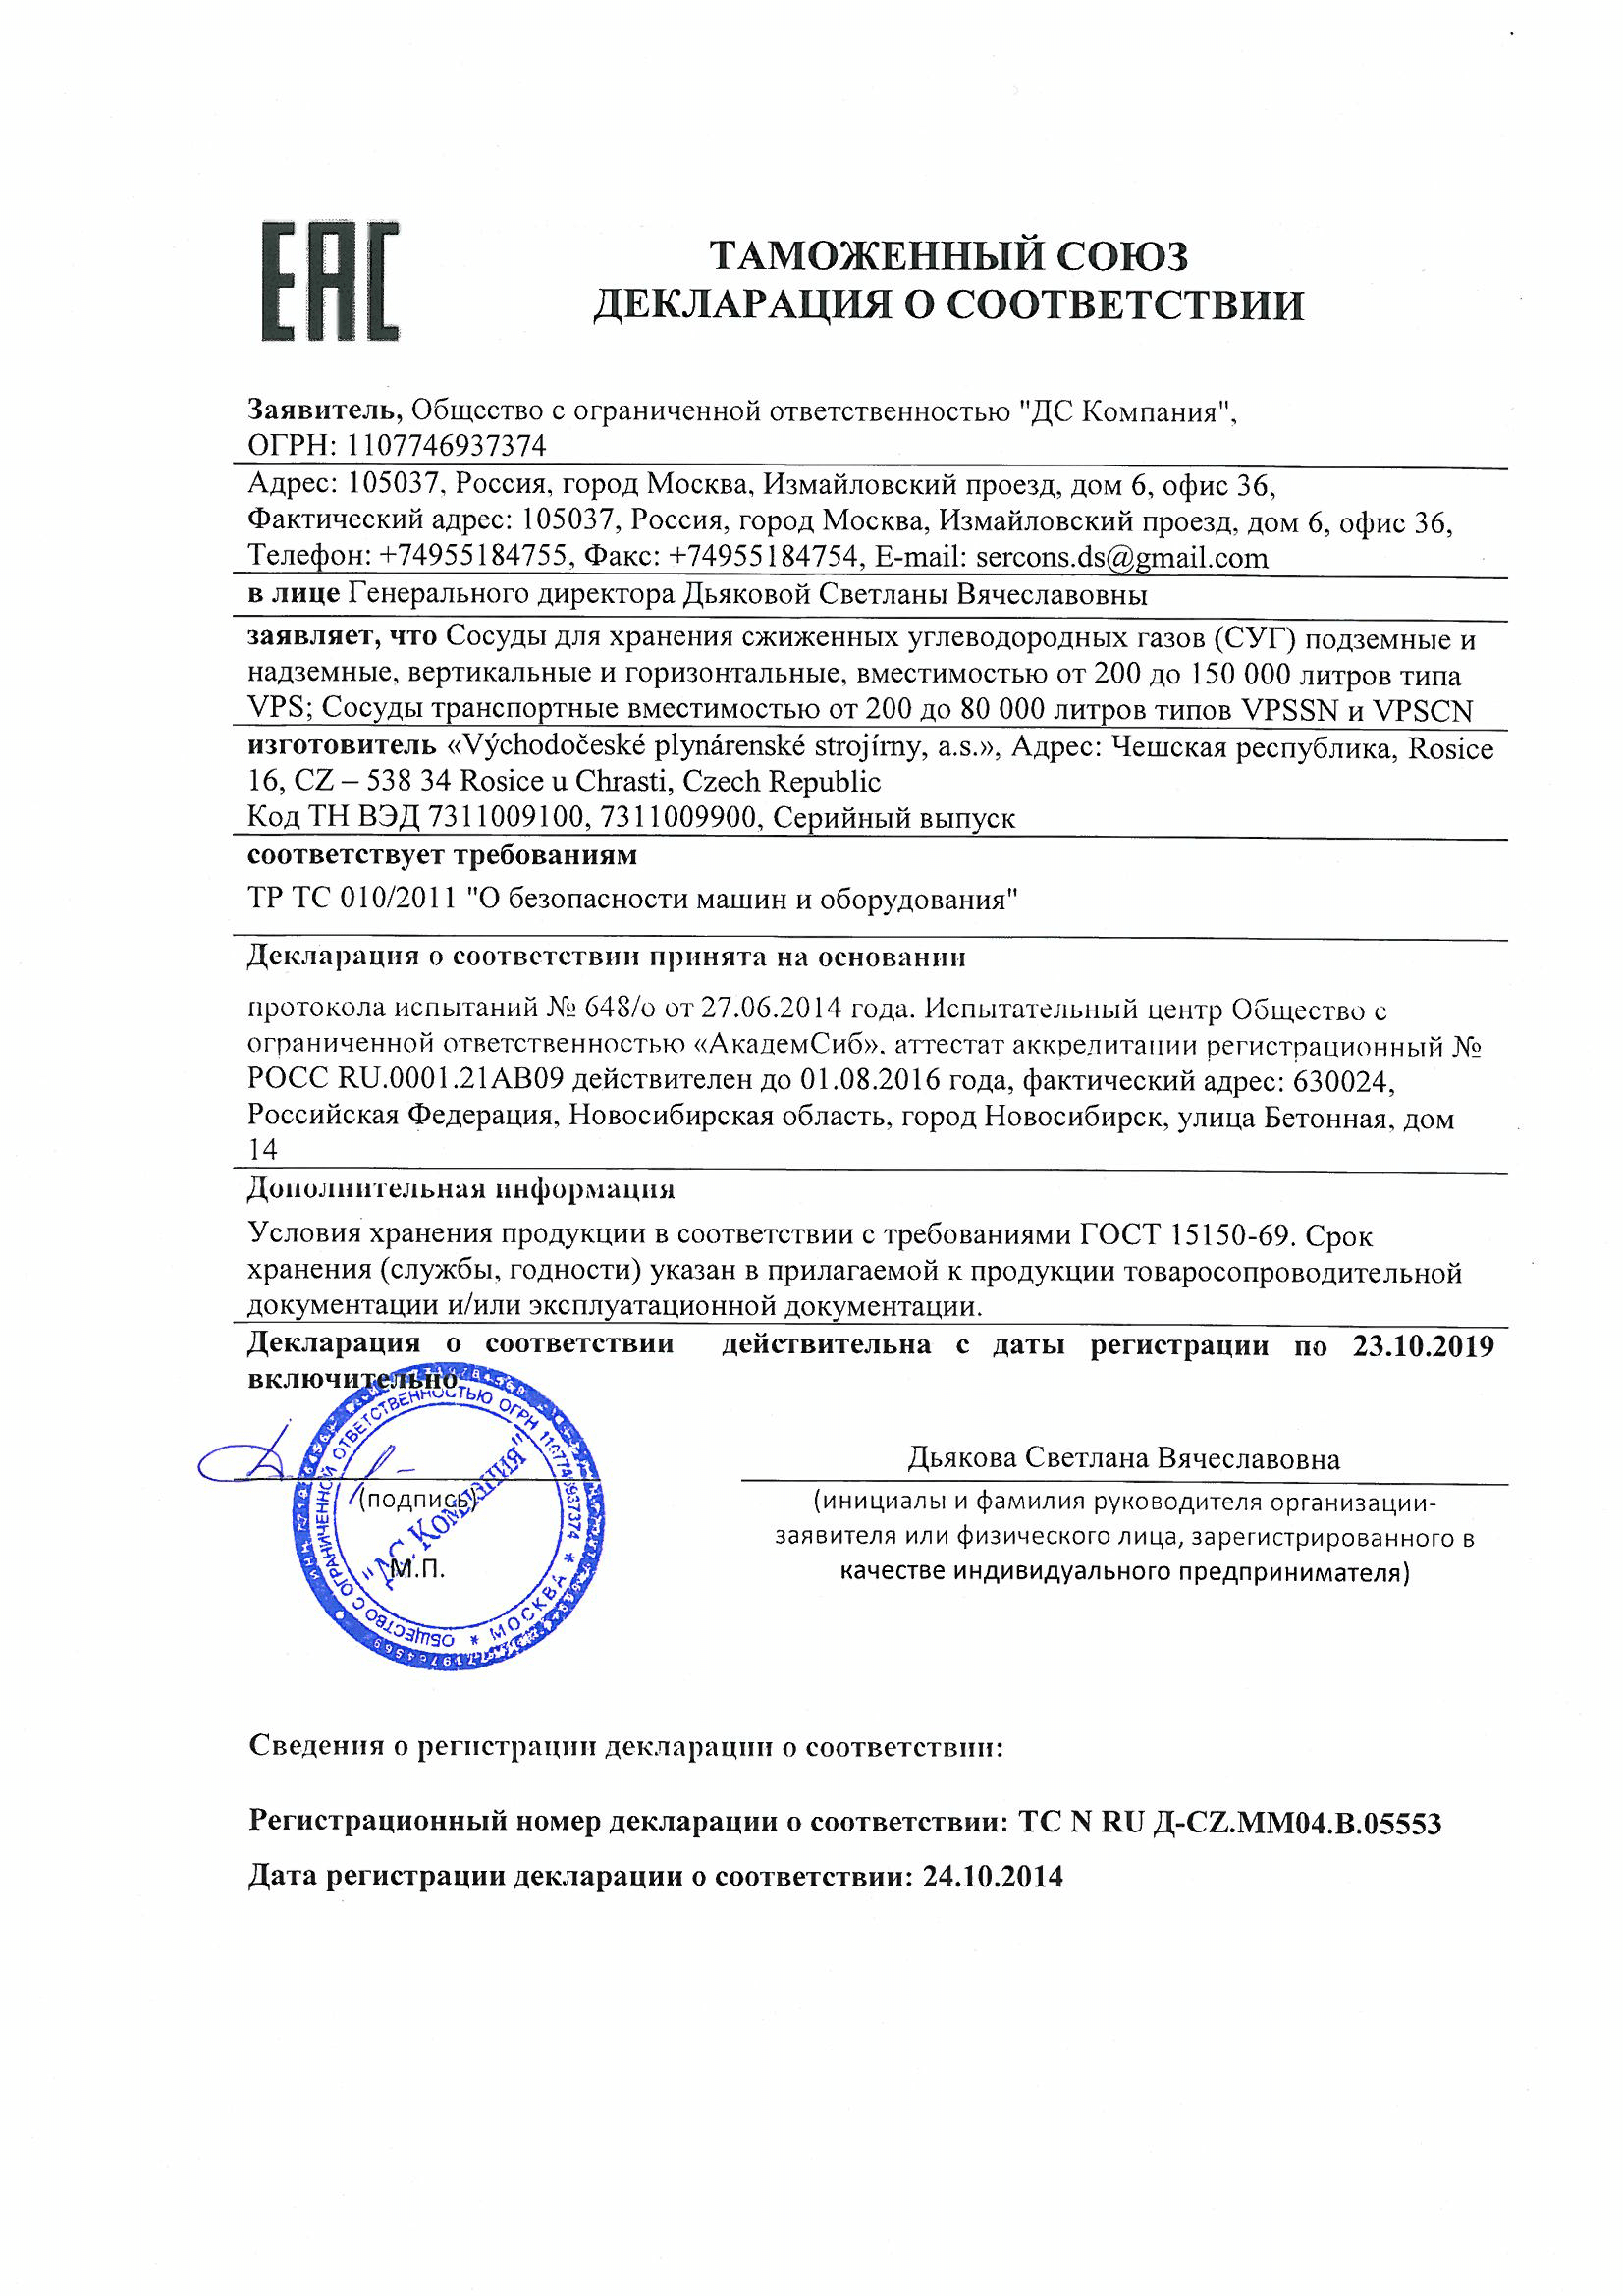 ЕАС
ТАМОЖЕННЫЙ СОЮЗ
ДЕКЛАРАЦИЯ О СООТВЕТСТВИИ
Заявитель, Общество с ограниченной ответственностью "ДС Компания",
ОГРН: 1107746937374
Адрес: 105037, Россия, город Москва, Измайловский проезд, дом 6, офис 36,
Фактический адрес: 105037, Россия, город Москва, Измайловский проезд, дом 6, офис 36,
Телефон: +74955184755, Факс: +74955184754, E-mail: sercons.ds@gmail.com
в лице Генерального директора Дьяковой Светланы Вячеславовны
заявляет, что Сосуды для хранения сжиженных углеводородных газов (СУГ) подземные и
надземные, вертикальные и горизонтальные, вместимостью от 200 до 150 000 литров типа
VPS; Сосуды транспортные вместимостью от 200 до 80 000 литров типов VPSSN и VPSCN
изготовитель «Východočeské plynárenské strojírny, a.s.», Адрес: Чешская республика, Rosice
16, CZ – 538 34 Rosice u Chrasti, Czech Republic
Код ТН ВЭД 7311009100, 7311009900, Серийный выпуск
соответствует требованиям
ТР ТС 010/2011 "О безопасности машин и оборудования"
Декларация о соответствии принята на основании
протокола испытаний № 648/о от 27.06.2014 года. Испытательный центр Общество с
ограниченной ответственностью «АкадемСиб», аттестат аккредитации регистрационный №
РОСС RU.0001.21АВ09 действителен до 01.08.2016 года, фактический адрес: 630024,
Российская Федерация, Новосибирская область, город Новосибирск, улица Бетонная, дом
14
Дополнительная информация
Условия хранения продукции в соответствии с требованиями ГОСТ 15150-69. Срок
хранения (службы, годности) указан в прилагаемой к продукции товаросопроводительной
документации и/или эксплуатационной документации.
Декларация о соответствии действительна с даты регистрации по 23.10.2019
включительно
Дьякова Светлана Вячеславовна
(подпись)
М.П.
(инициалы и фамилия руководителя организации-
заявителя или физического лица, зарегистрированного в
качестве индивидуального предпринимателя)
ОБЩЕСТВО С ОГРАНИЧЕННОЙ ОТВЕТСТВЕННОСТЬЮ ОГРН 1107746937374 * МОСКВА *
"ДС Компания"
Сведения о регистрации декларации о соответствии:
Регистрационный номер декларации о соответствии: ТС N RU Д-CZ.ММ04.В.05553
Дата регистрации декларации о соответствии: 24.10.2014